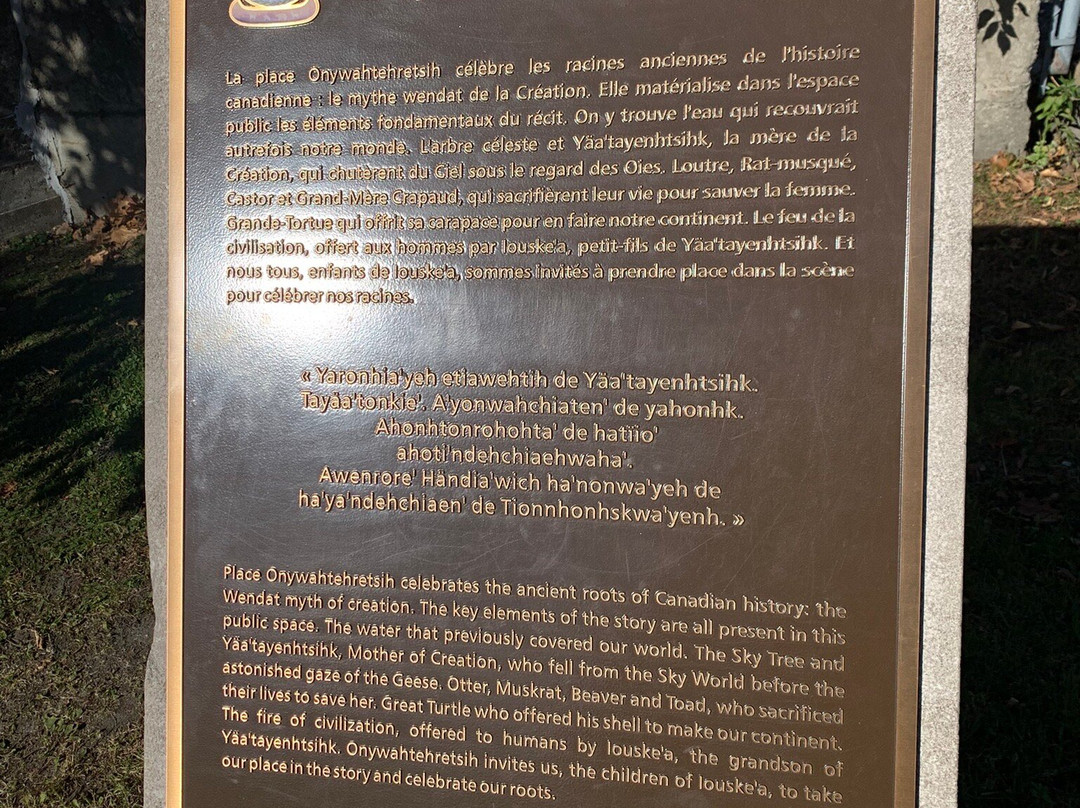 La place Onywahtehretsih célèbre les racines anciennes de l'histoire
canadienne : le mythe wendat de la Création. Elle matérialise dans l'espace
public les éléments fondamentaux du récit. On y trouve l'eau qui recouvrait
autrefois notre monde. L'arbre céleste et Yäa'tayenhtsihk, la mère de la
Création, qui chutèrent du Ciel sous le regard des Oies. Loutre, Rat-musqué,
Castor et Grand-Mère Crapaud, qui sacrifièrent leur vie pour sauver la femme.
Grande-Tortue qui offrit sa carapace pour en faire notre continent. Le feu de la
civilisation, offert aux hommes par Iouske'a, petit-fils de Yäa'tayenhtsihk. Et
nous tous, enfants de Iouske'a, sommes invités à prendre place dans la scène
pour célébrer nos racines.
« Yaronhia'yeh etiawehtih de Yäa'tayenhtsihk.
Tayäa'tonkie'. A'yonwahchiaten' de yahonhk.
Ahonhtonrohohta' de hatiio'
ahoti'ndehchiaehwaha'.
Awenrore' Händia'wich ha'nonwa'yeh de
ha'ya'ndehchiaen' de Tionnhonhskwa'yenh. »
Place Onywahtehretsih celebrates the ancient roots of Canadian history: the
Wendat myth of creation. The key elements of the story are all present in this
public space. The water that previously covered our world. The Sky Tree and
Yäa'tayenhtsihk, Mother of Creation, who fell from the Sky World before the
astonished gaze of the Geese. Otter, Muskrat, Beaver and Toad, who sacrificed
their lives to save her. Great Turtle who offered his shell to make our continent.
The fire of civilization, offered to humans by Iouske'a, the grandson of
Yäa'tayenhtsihk. Onywahtehretsih invites us, the children of Iouske'a, to take
our place in the story and celebrate our roots.